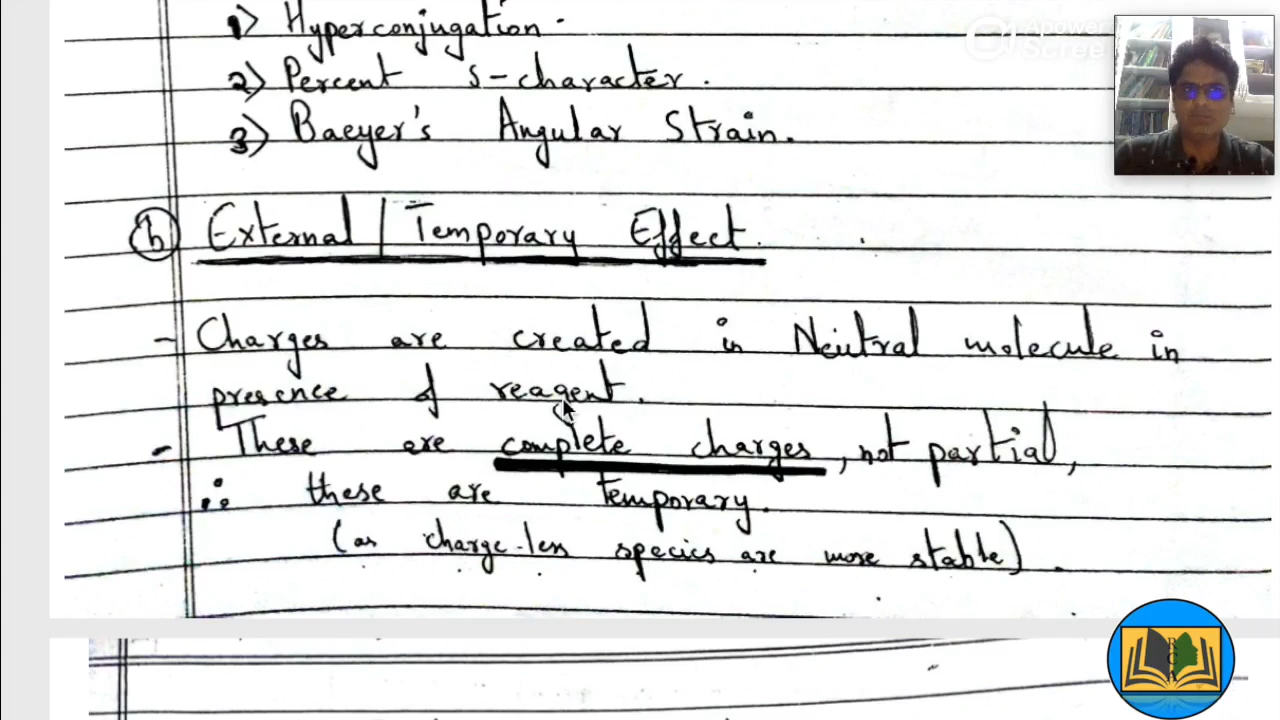 1) Hyperconjugation.
2) Percent s-character.
3) Baeyer's Angular Strain.
b) External / Temporary Effect.
- Charges are created in Neutral molecule in
presence of reagent.
- These are complete charges, not partial,
∴ these are temporary.
(as charge-less species are more stable).